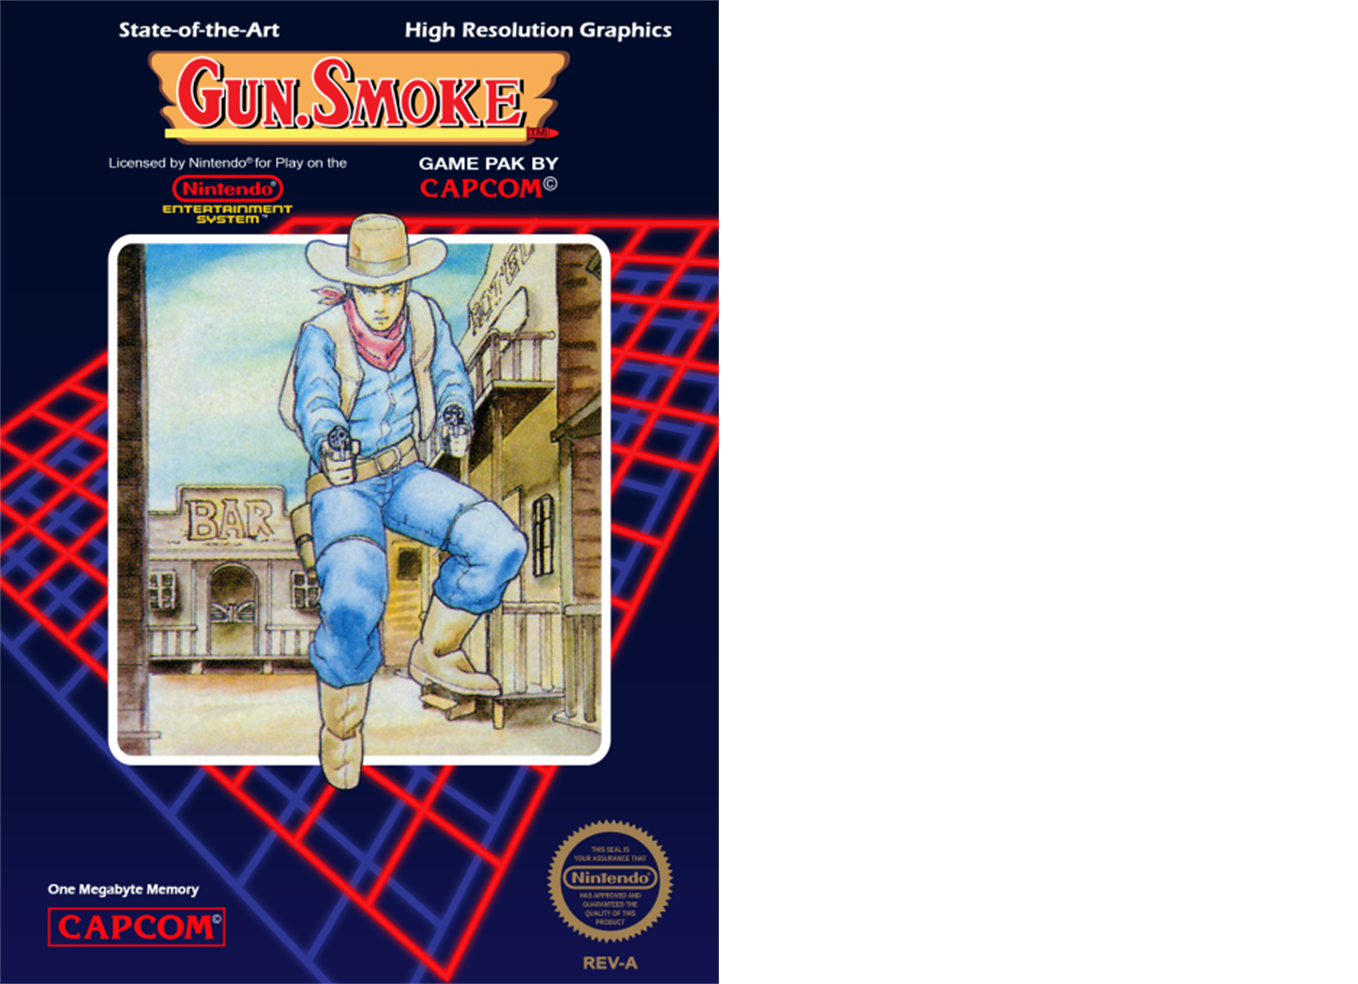 State-of-the-Art High Resolution Graphics
GUN.SMOKE
TM
Licensed by Nintendo® for Play on the
Nintendo®
ENTERTAINMENT
SYSTEM™
GAME PAK BY
CAPCOM©
HOTEL
BAR
One Megabyte Memory
CAPCOM©
THIS SEAL IS
YOUR ASSURANCE THAT
Nintendo®
HAS APPROVED AND
GUARANTEED THE
QUALITY OF THIS
PRODUCT
REV-A